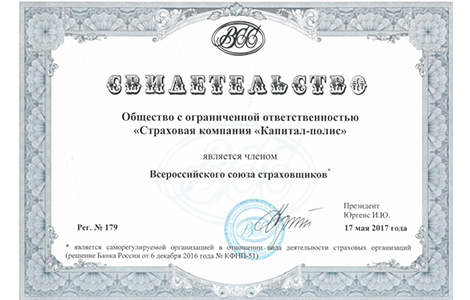 ВСС
СВИДЕТЕЛЬСТВО
Общество с ограниченной ответственностью
«Страховая компания «Капитал-полис»
является членом
Всероссийского союза страховщиков*
Президент
Юргенс И.Ю.
Рег. № 179
17 мая 2017 года
* является саморегулируемой организацией в отношении вида деятельности страховых организаций
(решение Банка России от 6 декабря 2016 года № КФНП-51)